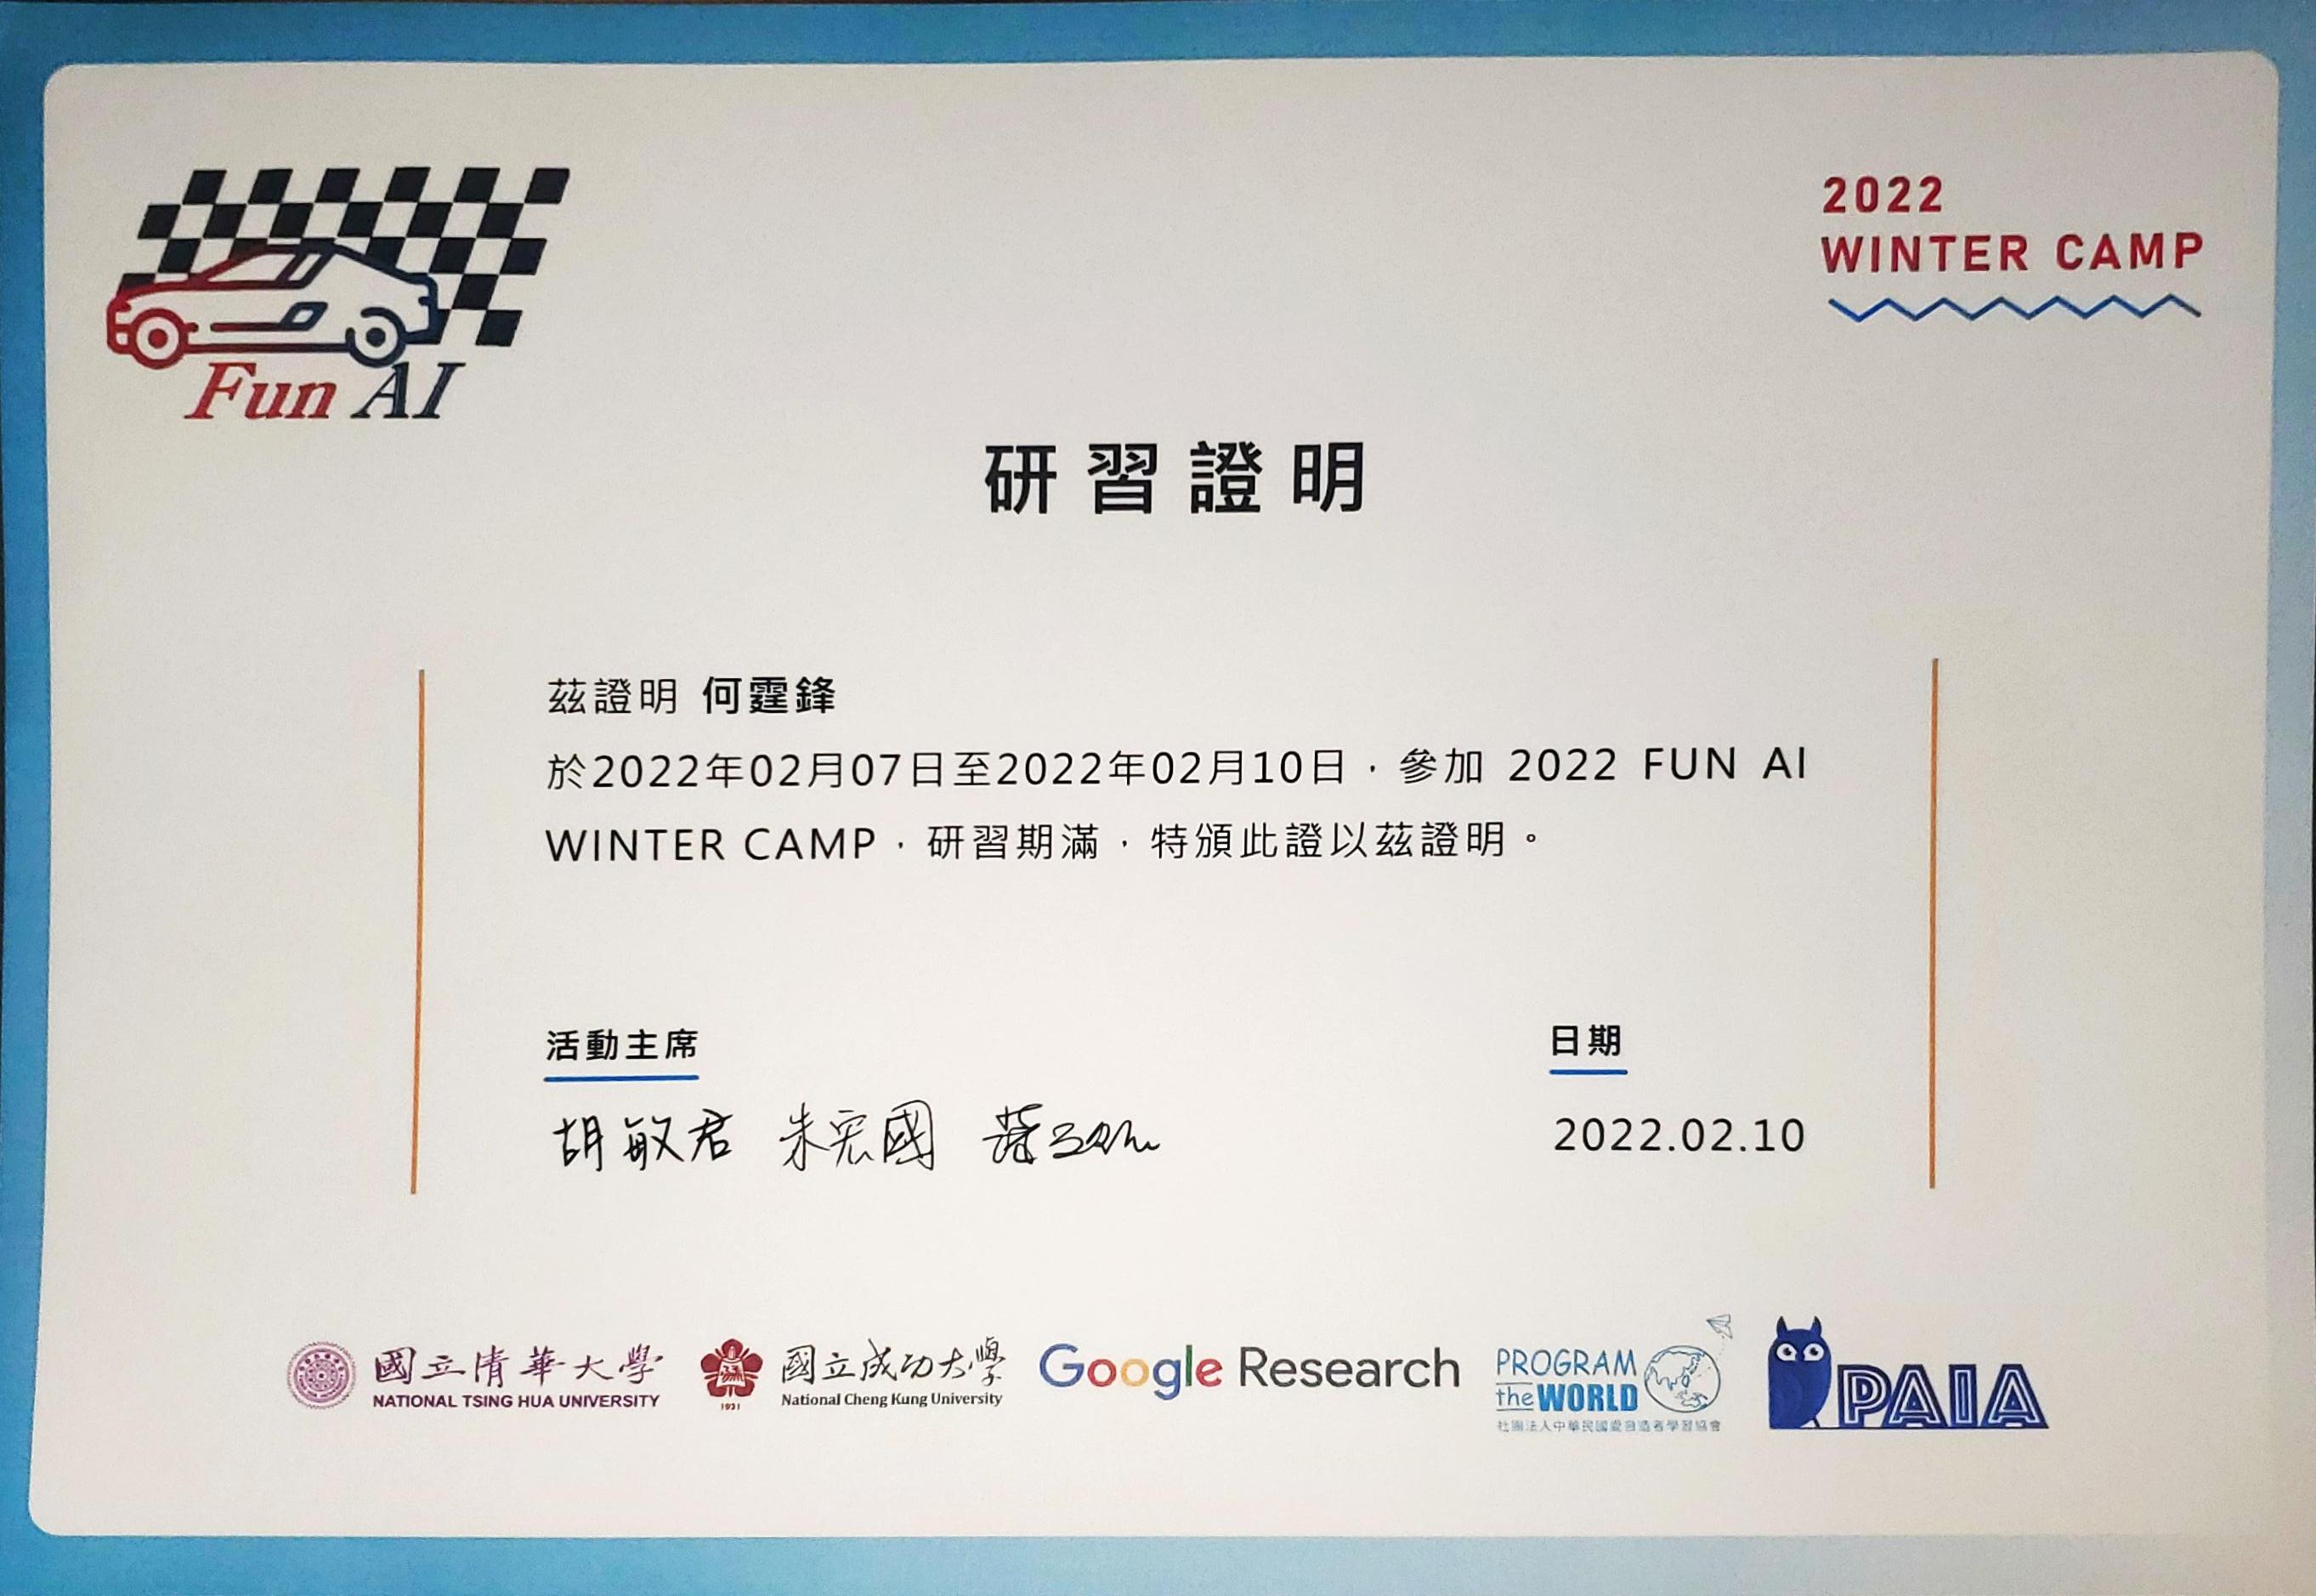 Fun AI
2022
WINTER CAMP
研習證明
茲證明 何霆鋒
於2022年02月07日至2022年02月10日，參加 2022 FUN AI
WINTER CAMP，研習期滿，特頒此證以茲證明。
活動主席
日期
胡敏君 朱宏國
2022.02.10
國立清華大學
NATIONAL TSING HUA UNIVERSITY
1931
國立成功大學
National Cheng Kung University
Google Research
PROGRAM
the WORLD
社團法人中華民國愛自造者學習協會
PAIA